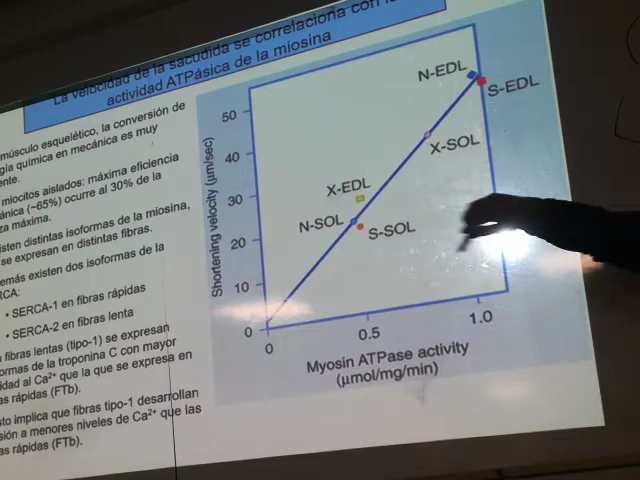 La velocidad de la sacudida se correlaciona con l
actividad ATPásica de la miosina
músculo esquelético, la conversión de
gía química en mecánica es muy
ente.
miocitos aislados: máxima eficiencia
ánica (~65%) ocurre al 30% de la
za máxima.
sten distintas isoformas de la miosina,
se expresan en distintas fibras.
emás existen dos isoformas de la
RCA:
• SERCA-1 en fibras rápidas
• SERCA-2 en fibras lenta
fibras lentas (tipo-1) se expresan
ormas de la troponina C con mayor
idad al Ca²⁺ que la que se expresa en
as rápidas (FTb).
sto implica que fibras tipo-1 desarrollan
sión a menores niveles de Ca²⁺ que las
as rápidas (FTb).
Shortening velocity (μm/sec)
50
40
30
20
10
0
N-EDL
S-EDL
X-SOL
X-EDL
N-SOL
S-SOL
0
0.5
1.0
Myosin ATPase activity
(μmol/mg/min)